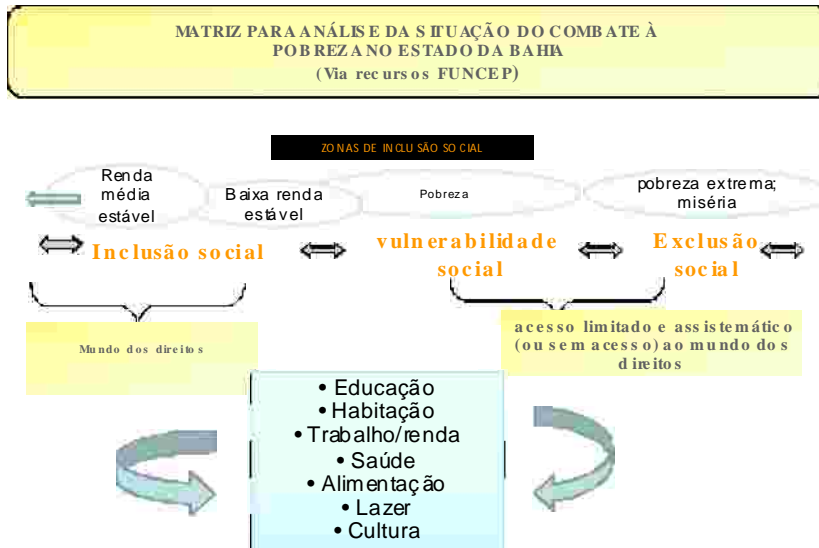 MATRIZ PARA ANÁLISE DA SITUAÇÃO DO COMBATE À
POBREZA NO ESTADO DA BAHIA
(Via recursos FUNCEP)
ZONAS DE INCLUSÃO SOCIAL
Renda
média
estável
Baixa renda
estável
Pobreza
pobreza extrema;
miséria
Inclusão social
vulnerabilidade
social
Exclusão
social
Mundo dos direitos
acesso limitado e assistemático
(ou sem acesso) ao mundo dos
direitos
• Educação
• Habitação
• Trabalho/renda
• Saúde
• Alimentação
• Lazer
• Cultura